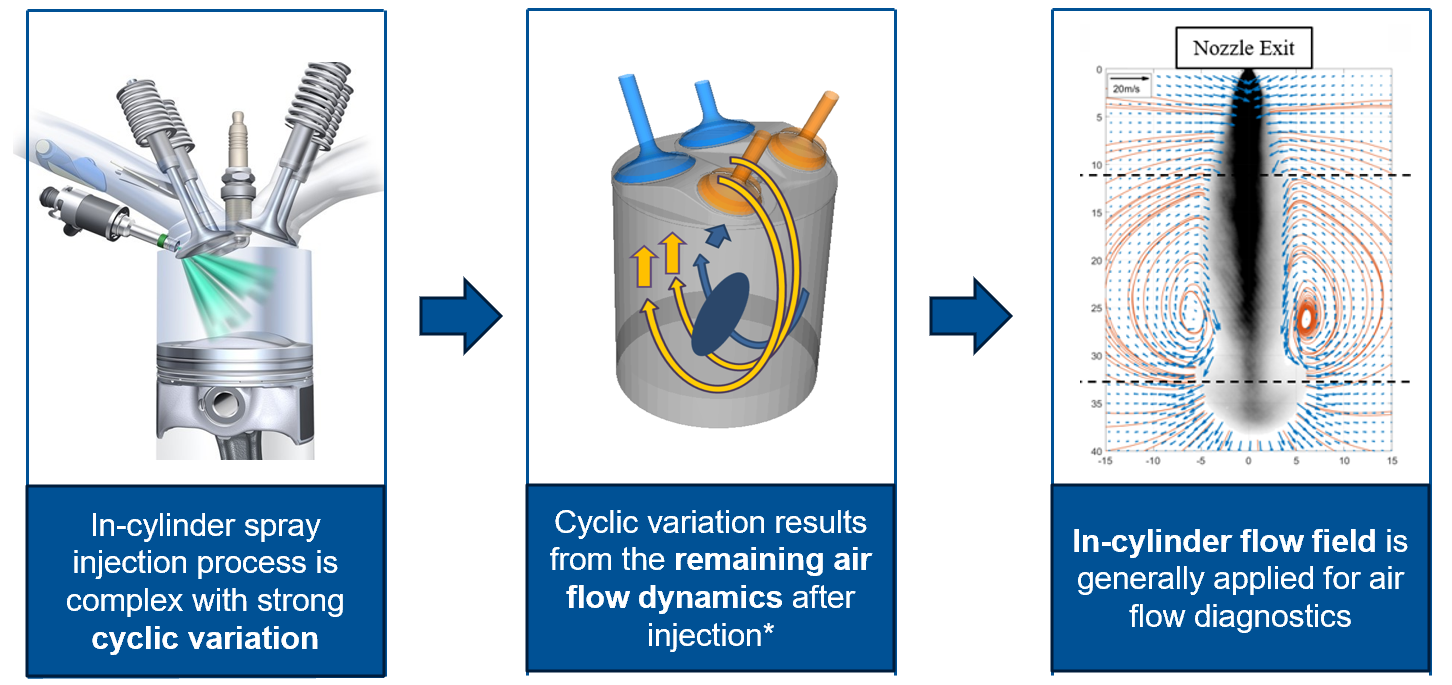 In-cylinder spray
injection process is
complex with strong
cyclic variation
Cyclic variation results
from the remaining air
flow dynamics after
injection*
Nozzle Exit
20m/s
0
5
10
15
20
25
30
35
40
-15
-10
-5
0
5
10
15
In-cylinder flow field is
generally applied for air
flow diagnostics